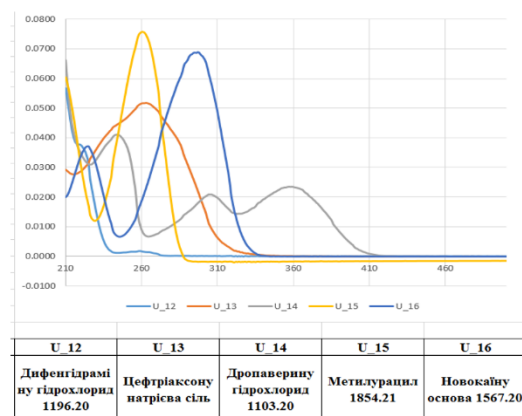 0.0800
0.0700
0.0600
0.0500
0.0400
0.0300
0.0200
0.0100
0.0000
-0.0100
210 260 310 360 410 460
U_12 U_13 U_14 U_15 U_16
U_12 U_13 U_14 U_15 U_16
Дифенгідрамі
ну гідрохлорид
1196.20
Цефтріаксону
натрієва сіль
Дропаверину
гідрохлорид
1103.20
Метилурацил
1854.21
Новокаїну
основа 1567.20